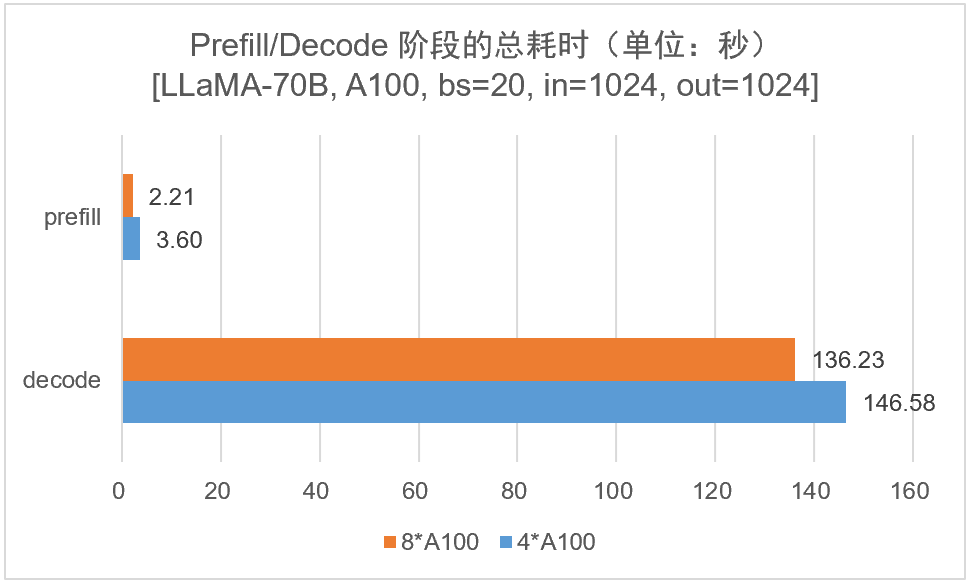 Prefill/Decode 阶段的总耗时（单位：秒）
[LLaMA-70B, A100, bs=20, in=1024, out=1024]
prefill
2.21
3.60
decode
136.23
146.58
0 20 40 60 80 100 120 140 160
8*A100 4*A100